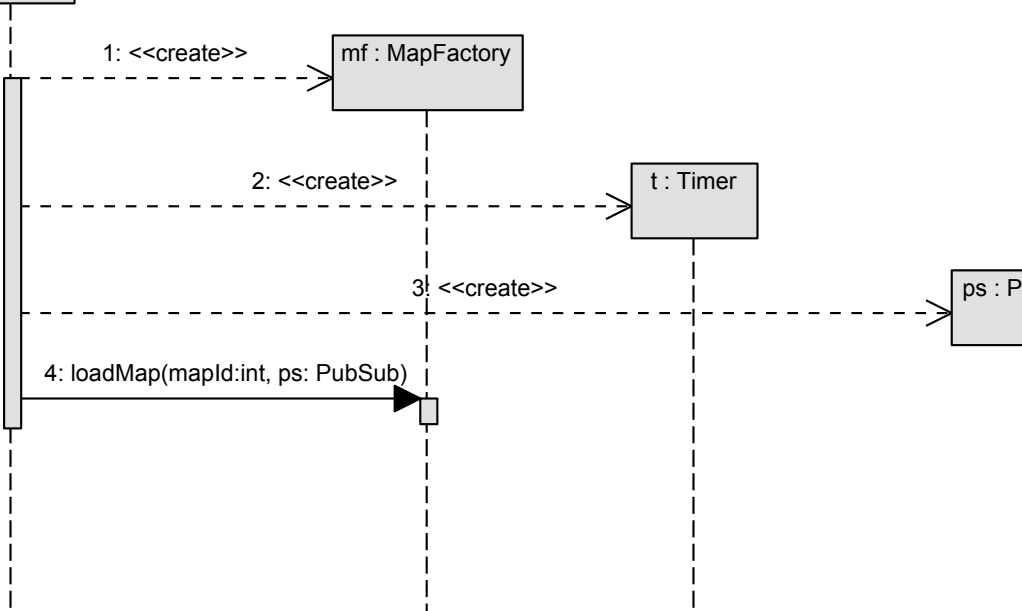 1: <<create>>
mf : MapFactory
2: <<create>>
t : Timer
3: <<create>>
ps : P
4: loadMap(mapId:int, ps: PubSub)